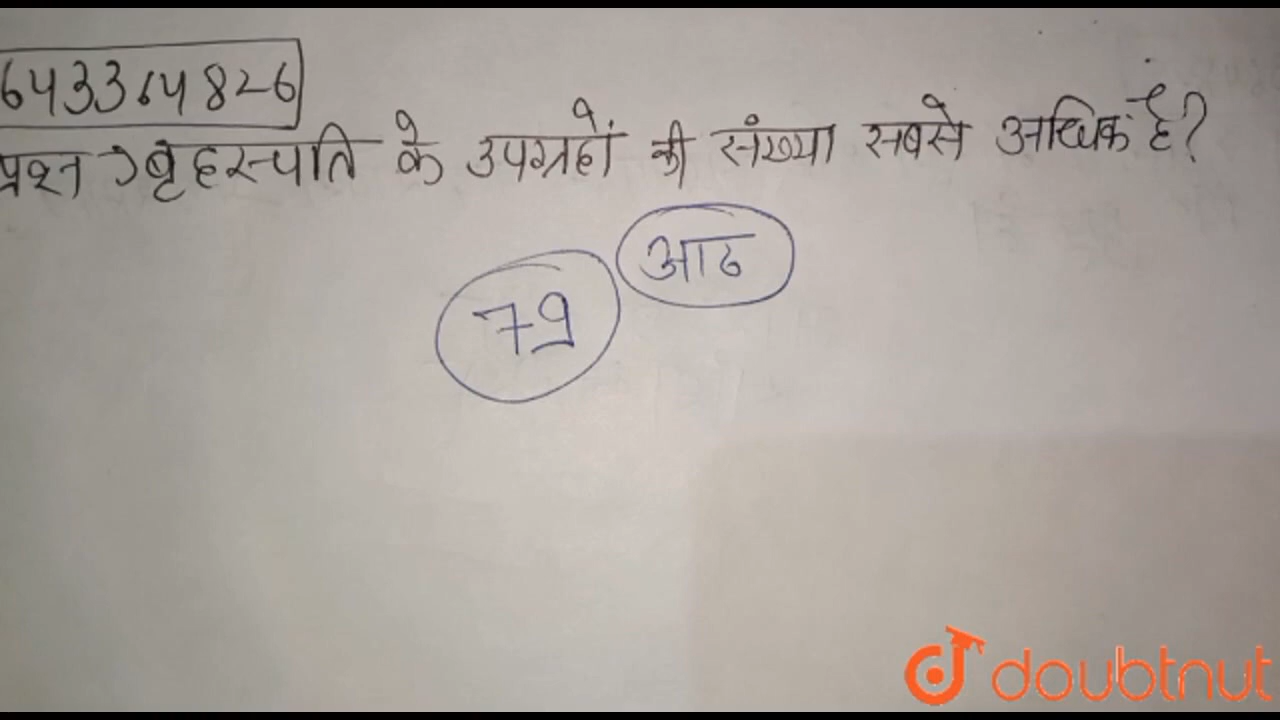 643364826
प्रश्न → बृहस्पति के उपग्रहों की संख्या सबसे अधिक है?
आठ
79
doubtnut